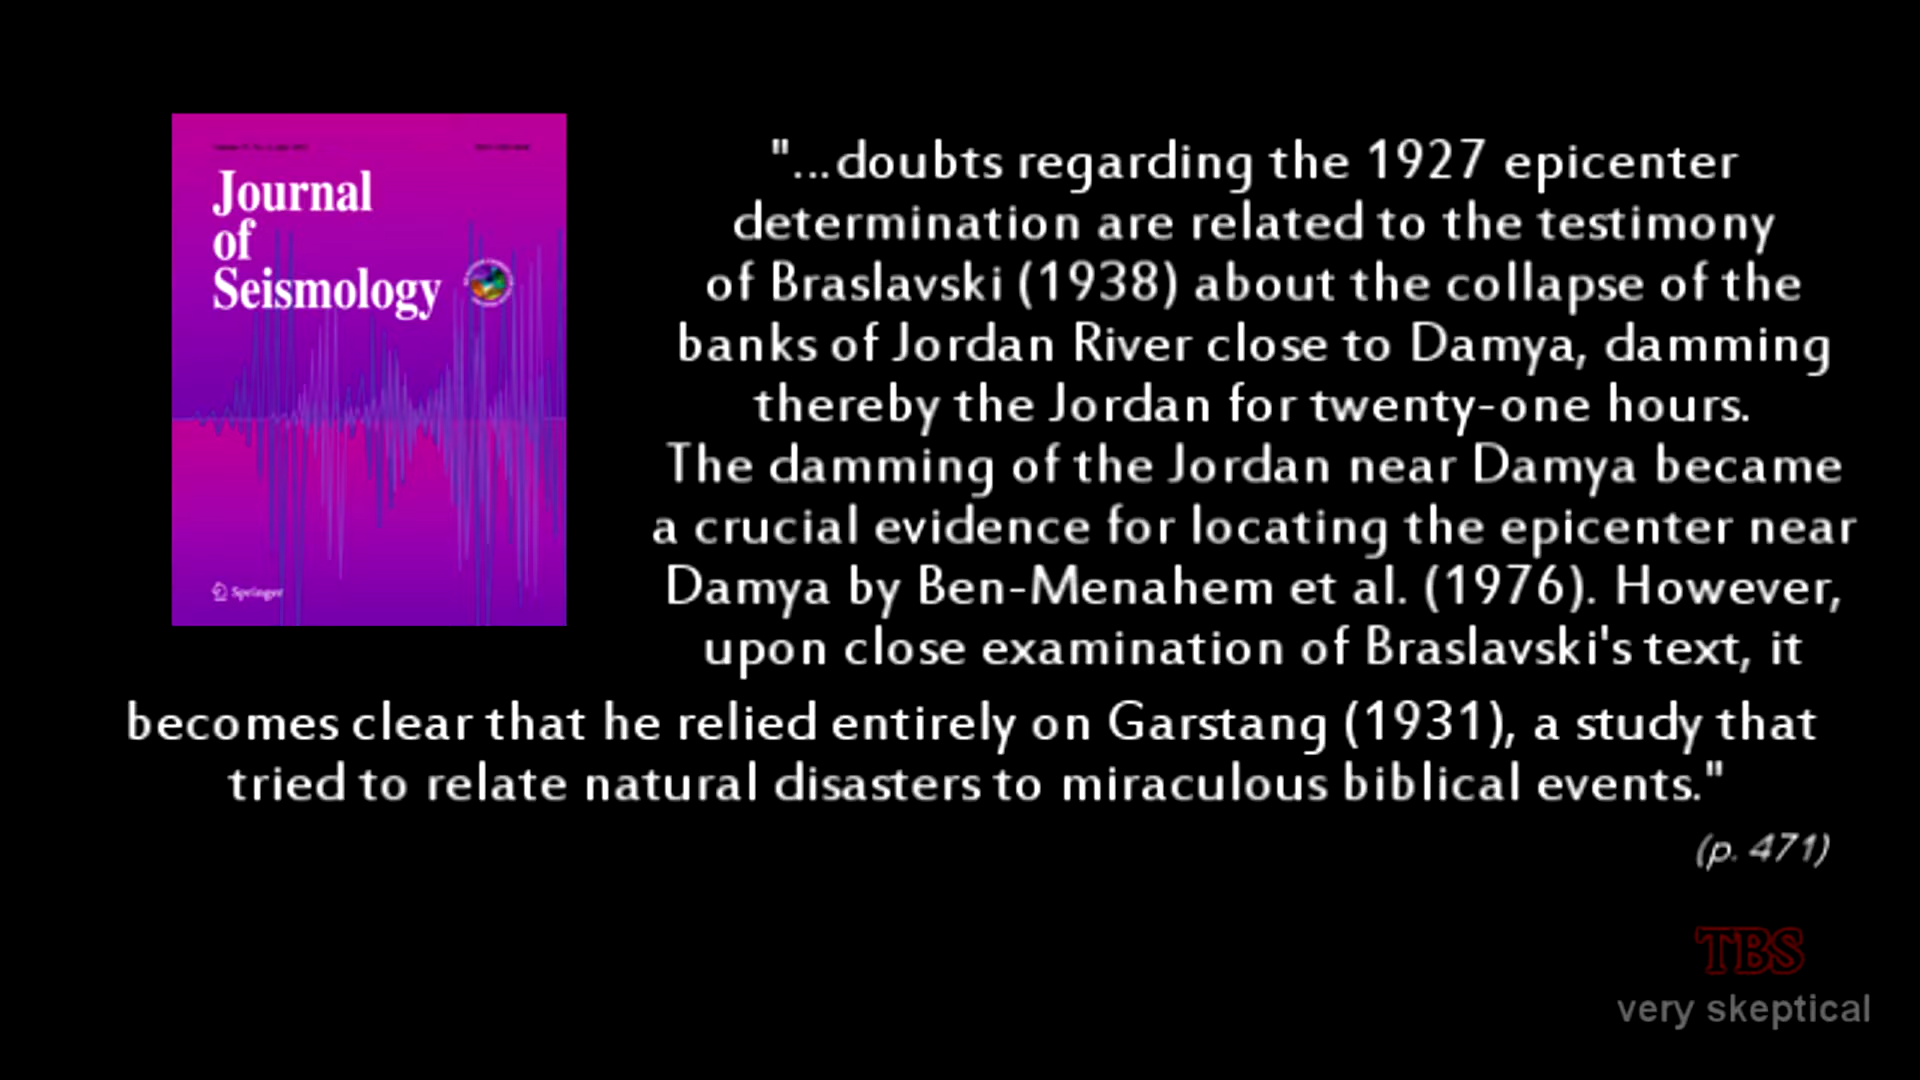 Journal
of
Seismology
Springer
"...doubts regarding the 1927 epicenter
determination are related to the testimony
of Braslavski (1938) about the collapse of the
banks of Jordan River close to Damya, damming
thereby the Jordan for twenty-one hours.
The damming of the Jordan near Damya became
a crucial evidence for locating the epicenter near
Damya by Ben-Menahem et al. (1976). However,
upon close examination of Braslavski's text, it
becomes clear that he relied entirely on Garstang (1931), a study that
tried to relate natural disasters to miraculous biblical events."
(p. 471)
TBS
very skeptical